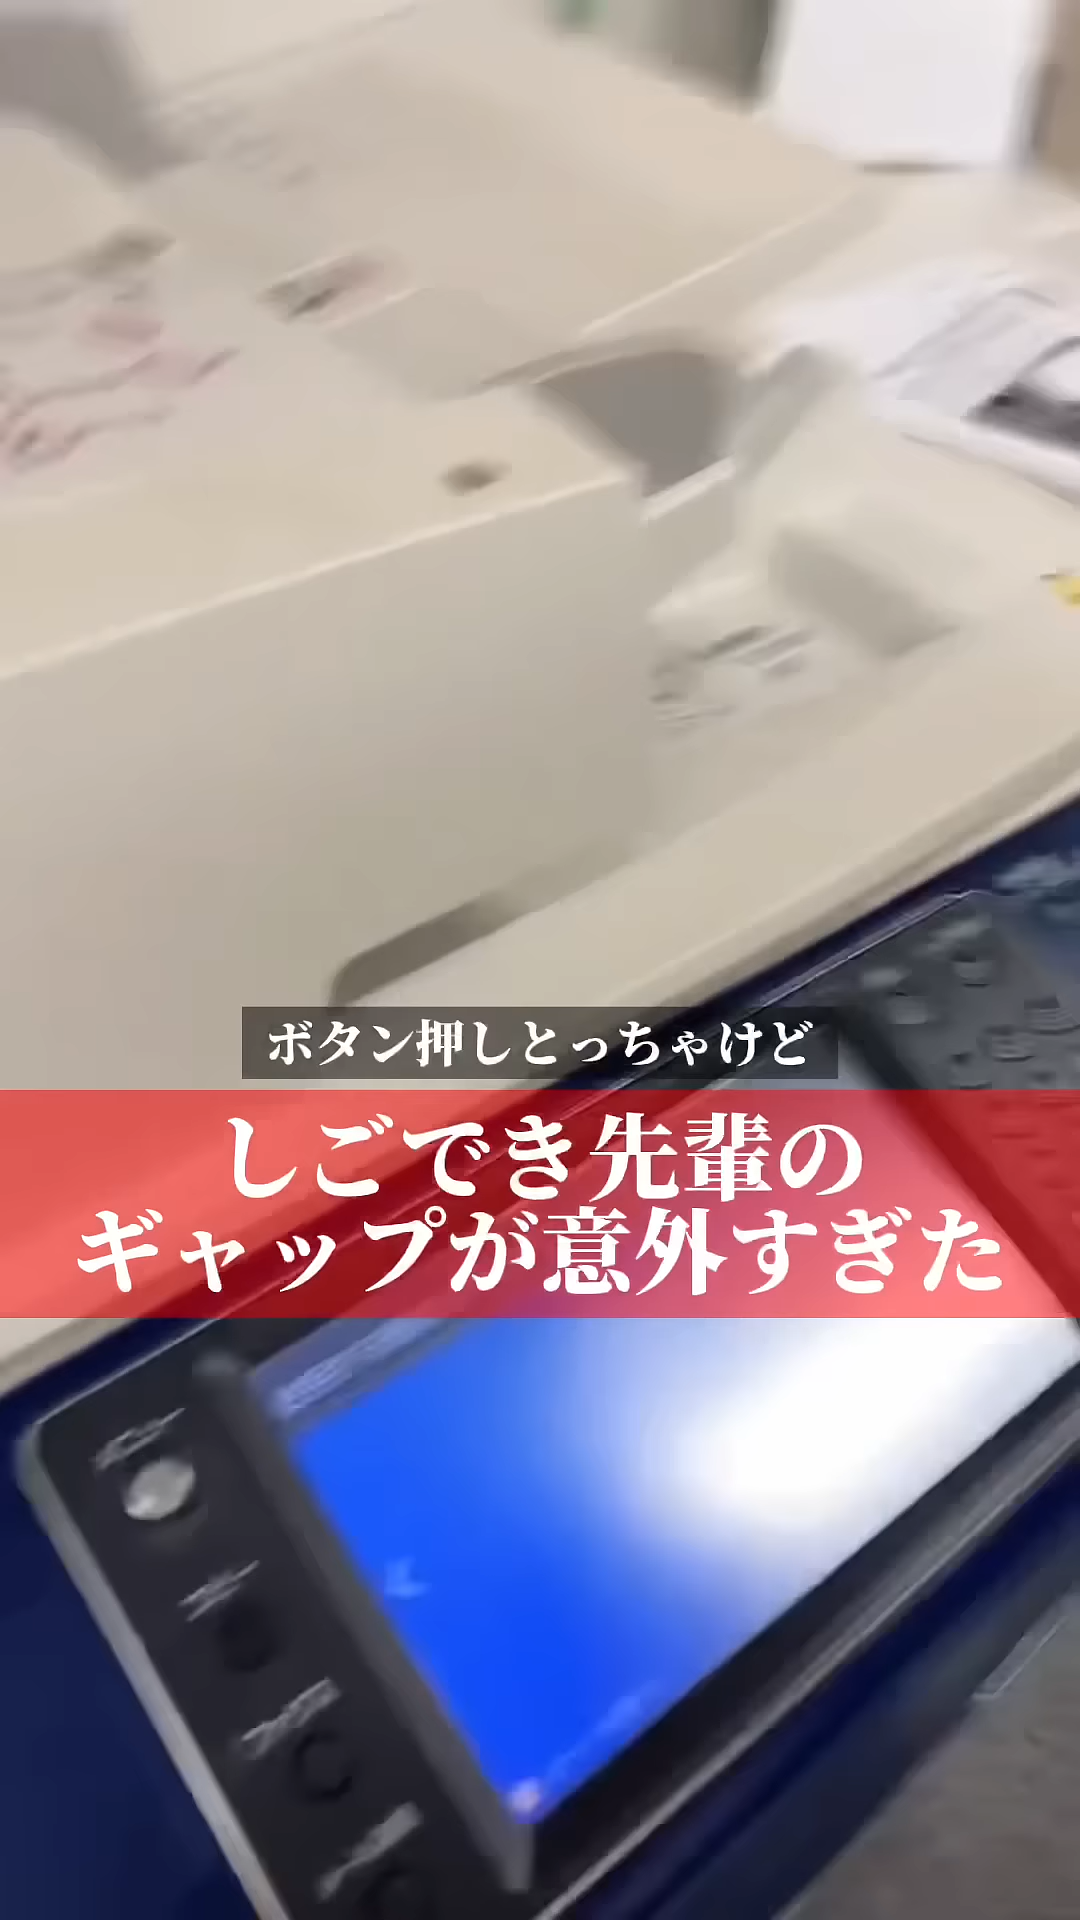 ボタン押しとっちゃけど
しごでき先輩の
ギャップが意外すぎた